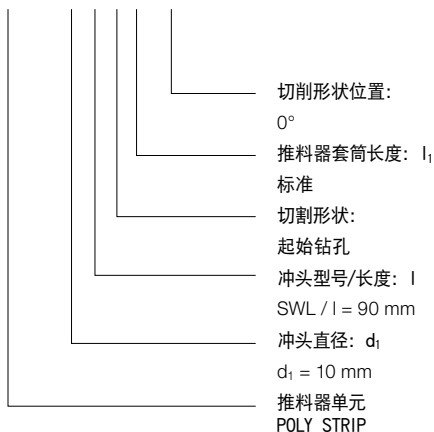 切削形状位置:
0°
推料器套筒长度: l₁
标准
切割形状:
起始钻孔
冲头型号/长度: l
SWL / l = 90 mm
冲头直径: d₁
d₁ = 10 mm
推料器单元
POLY STRIP